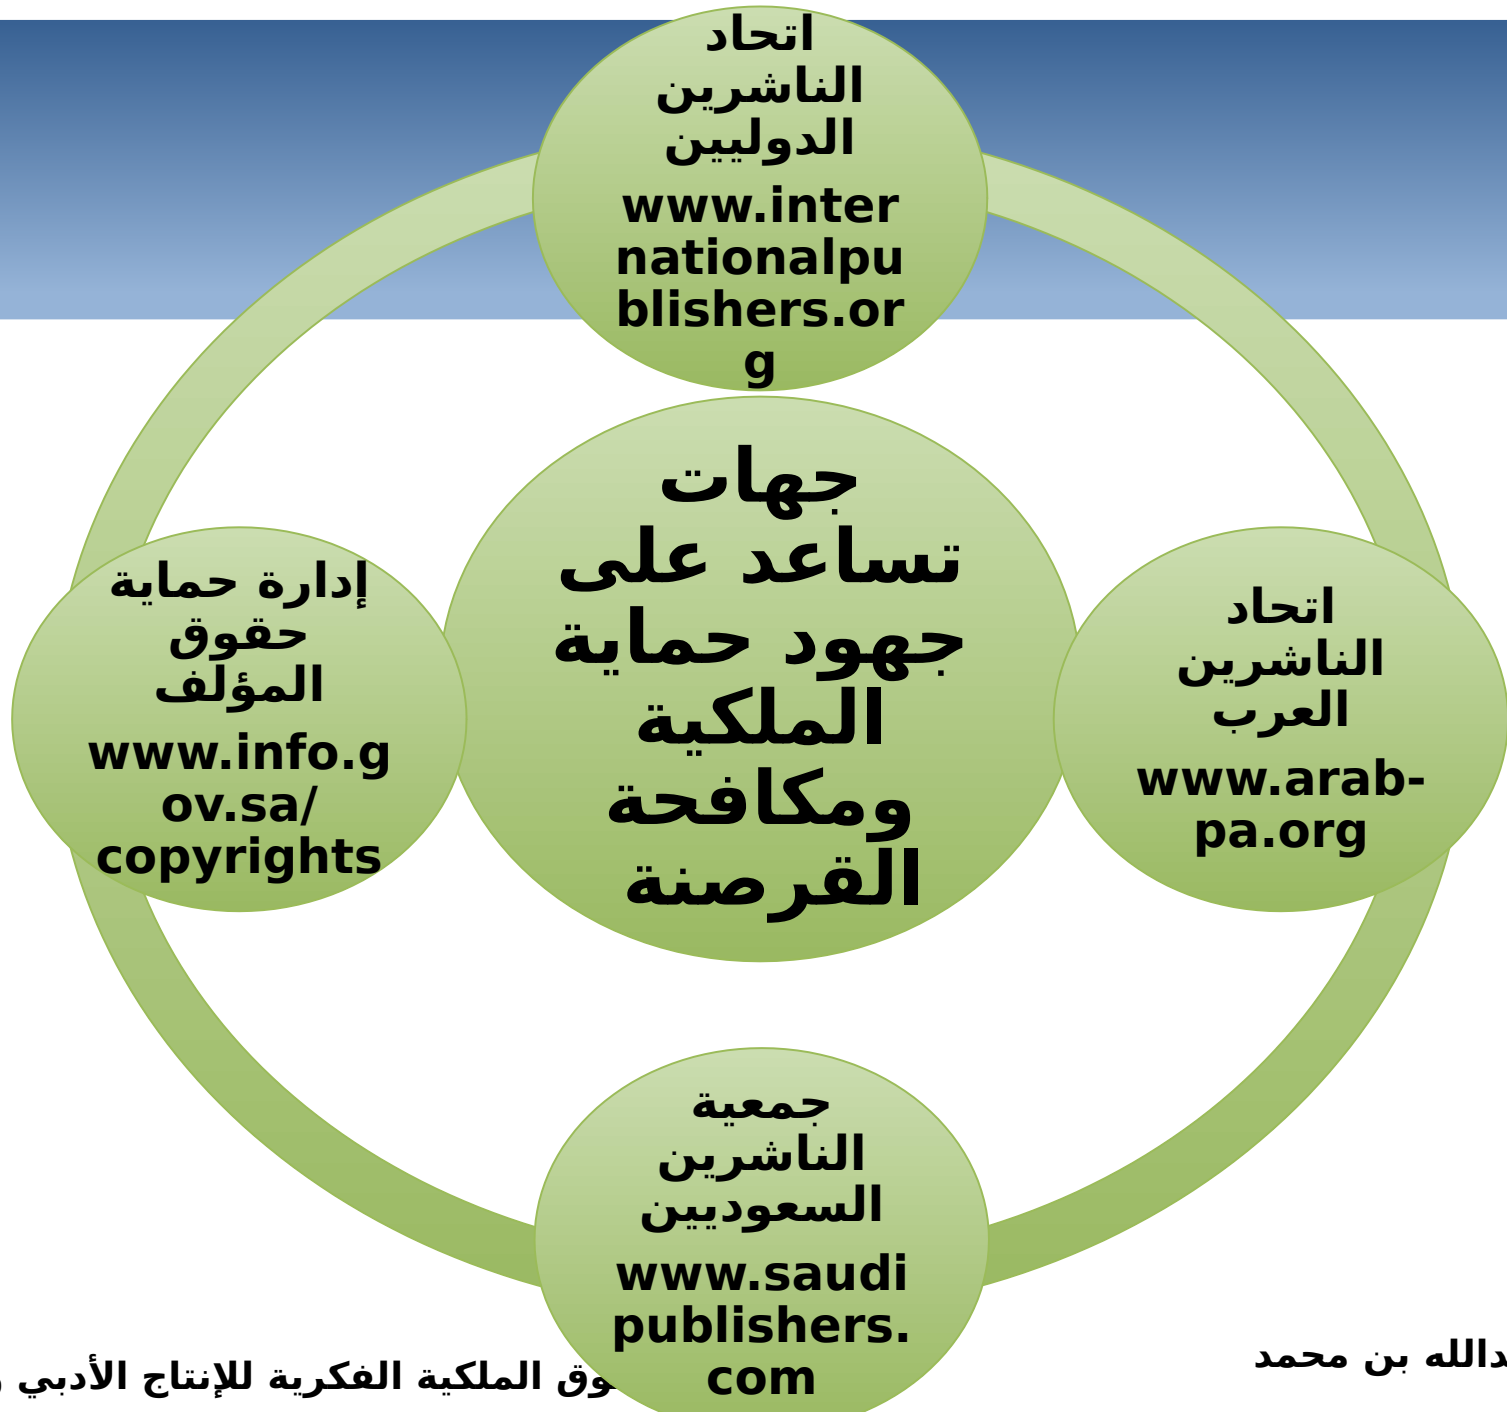 اتحاد
الناشرين
الدوليين
www.inter
nationalpu
blishers.or
g
جهات
تساعد على
جهود حماية
الملكية
ومكافحة
القرصنة
اتحاد
الناشرين
العرب
www.arab-
pa.org
إدارة حماية
حقوق
المؤلف
www.info.g
ov.sa/
copyrights
جمعية
الناشرين
السعوديين
www.saudi
publishers.
com
بن محمد
الملكية الفكرية للإنتاج الأدبي